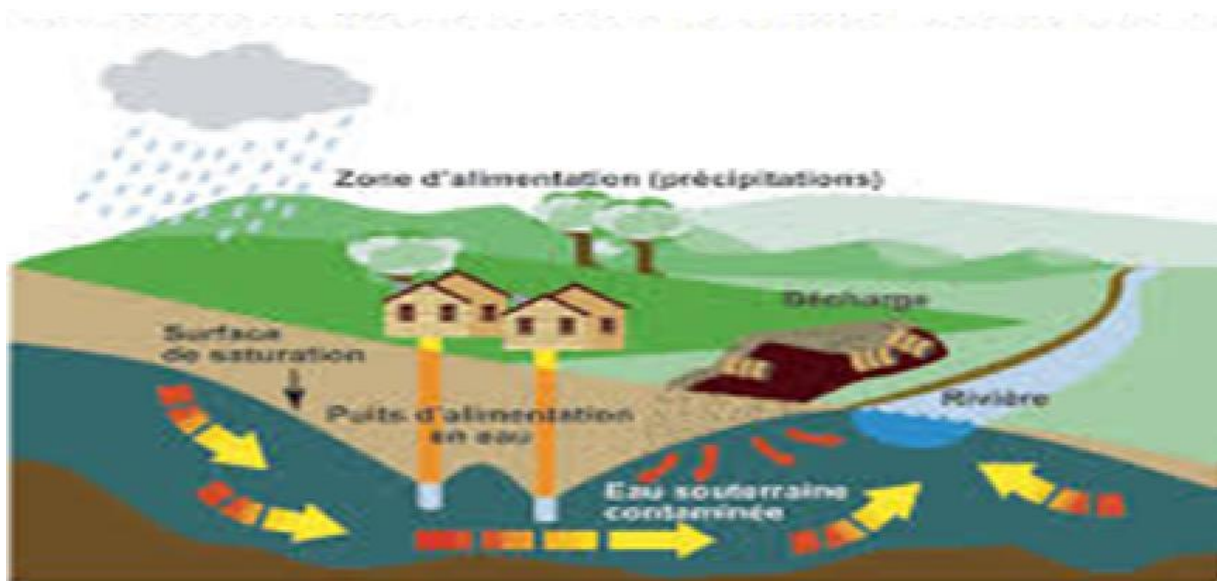 Zone d'alimentation (précipitations)
Décharge
Surface
de saturation
Puits d'alimentation
en eau
Rivière
Eau souterraine
contaminée